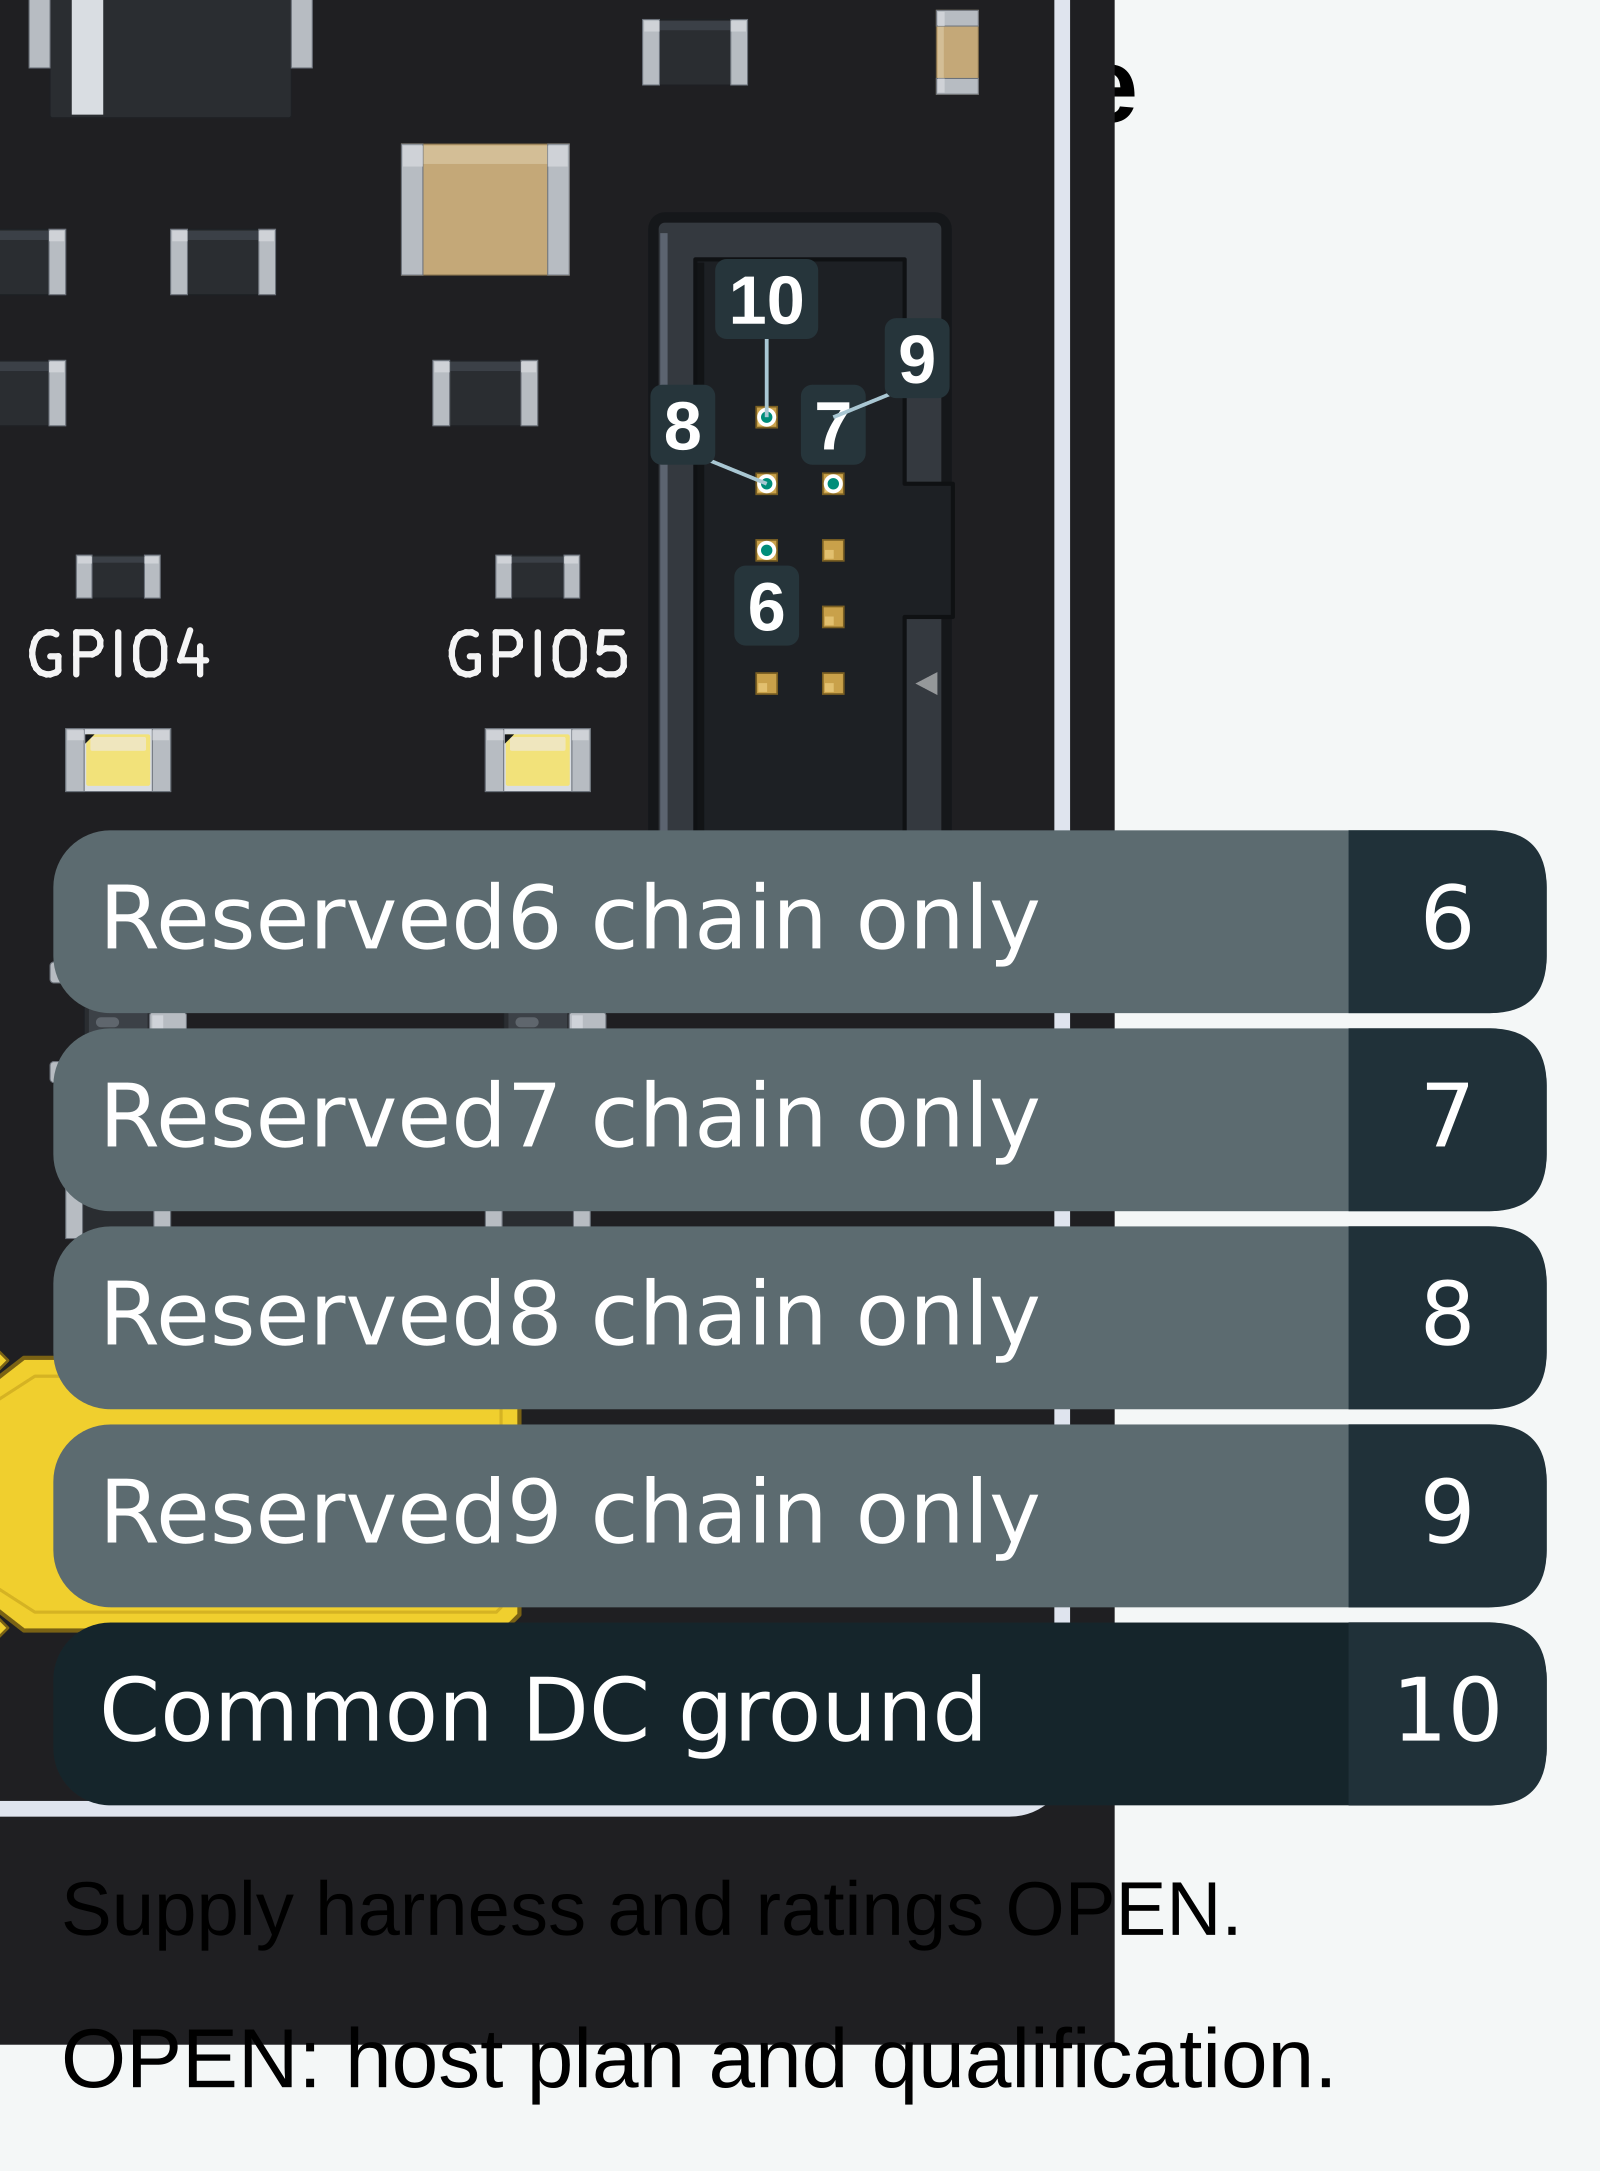 e
10
9
8
7
6
GPIO4
GPIO5
Reserved6 chain only 6
Reserved7 chain only 7
Reserved8 chain only 8
Reserved9 chain only 9
Common DC ground 10
Supply harness and ratings OPEN.
OPEN: host plan and qualification.